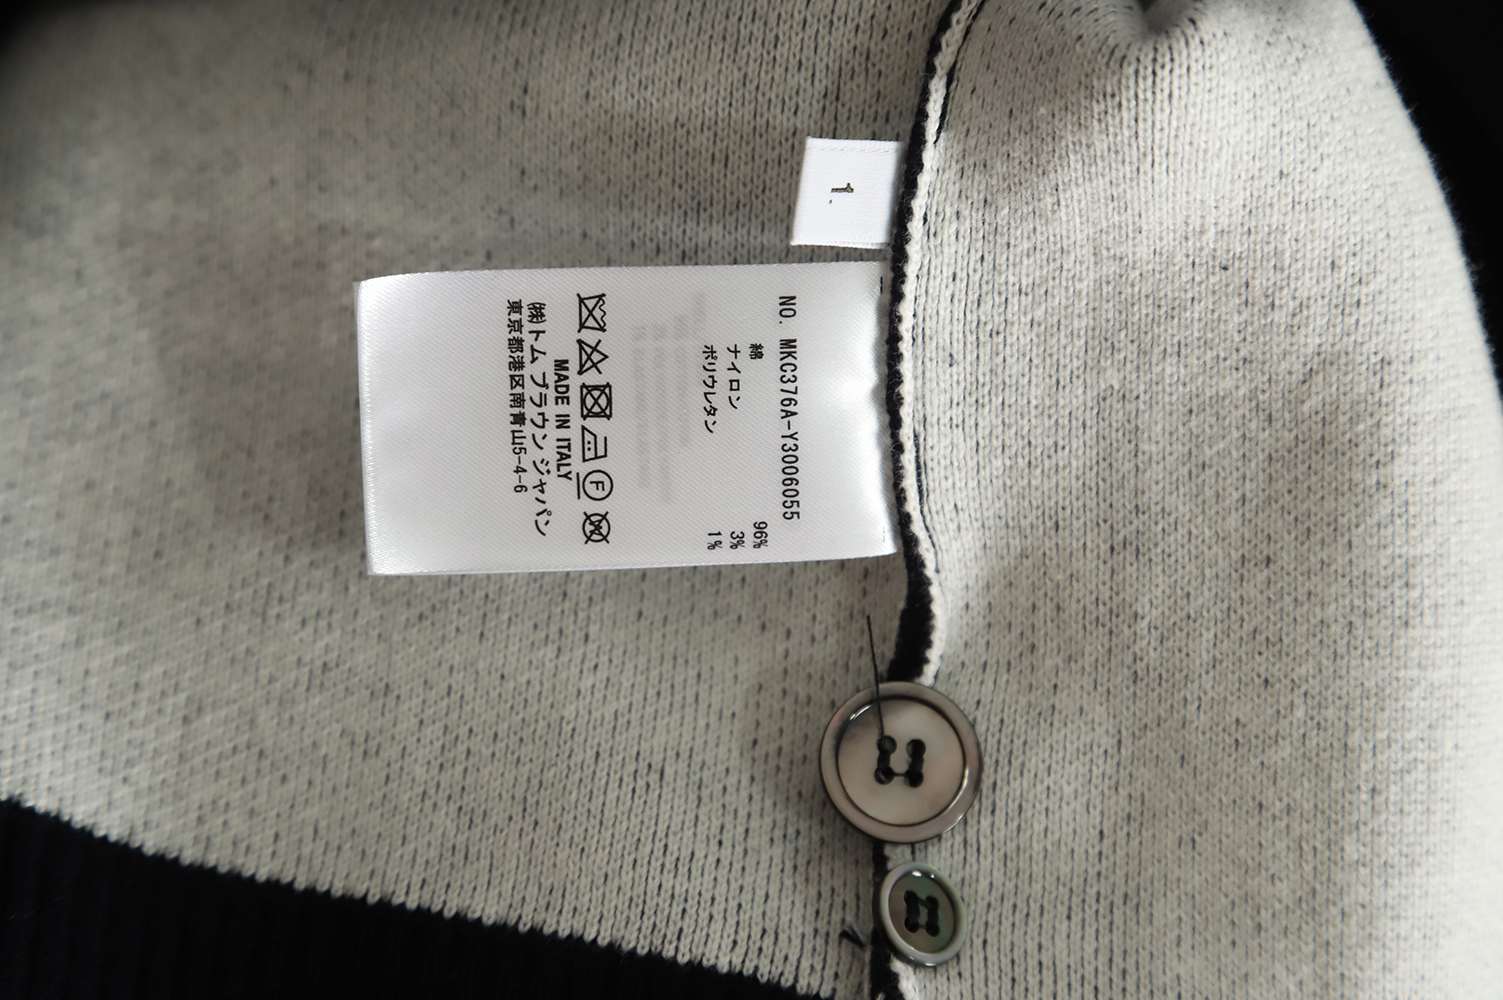 1.
NO. MKC376A-Y3006055
綿 96%
ナイロン 3%
ポリウレタン 1%
F
W
MADE IN ITALY
㈱トム ブラウン ジャパン
東京都港区南青山5-4-6